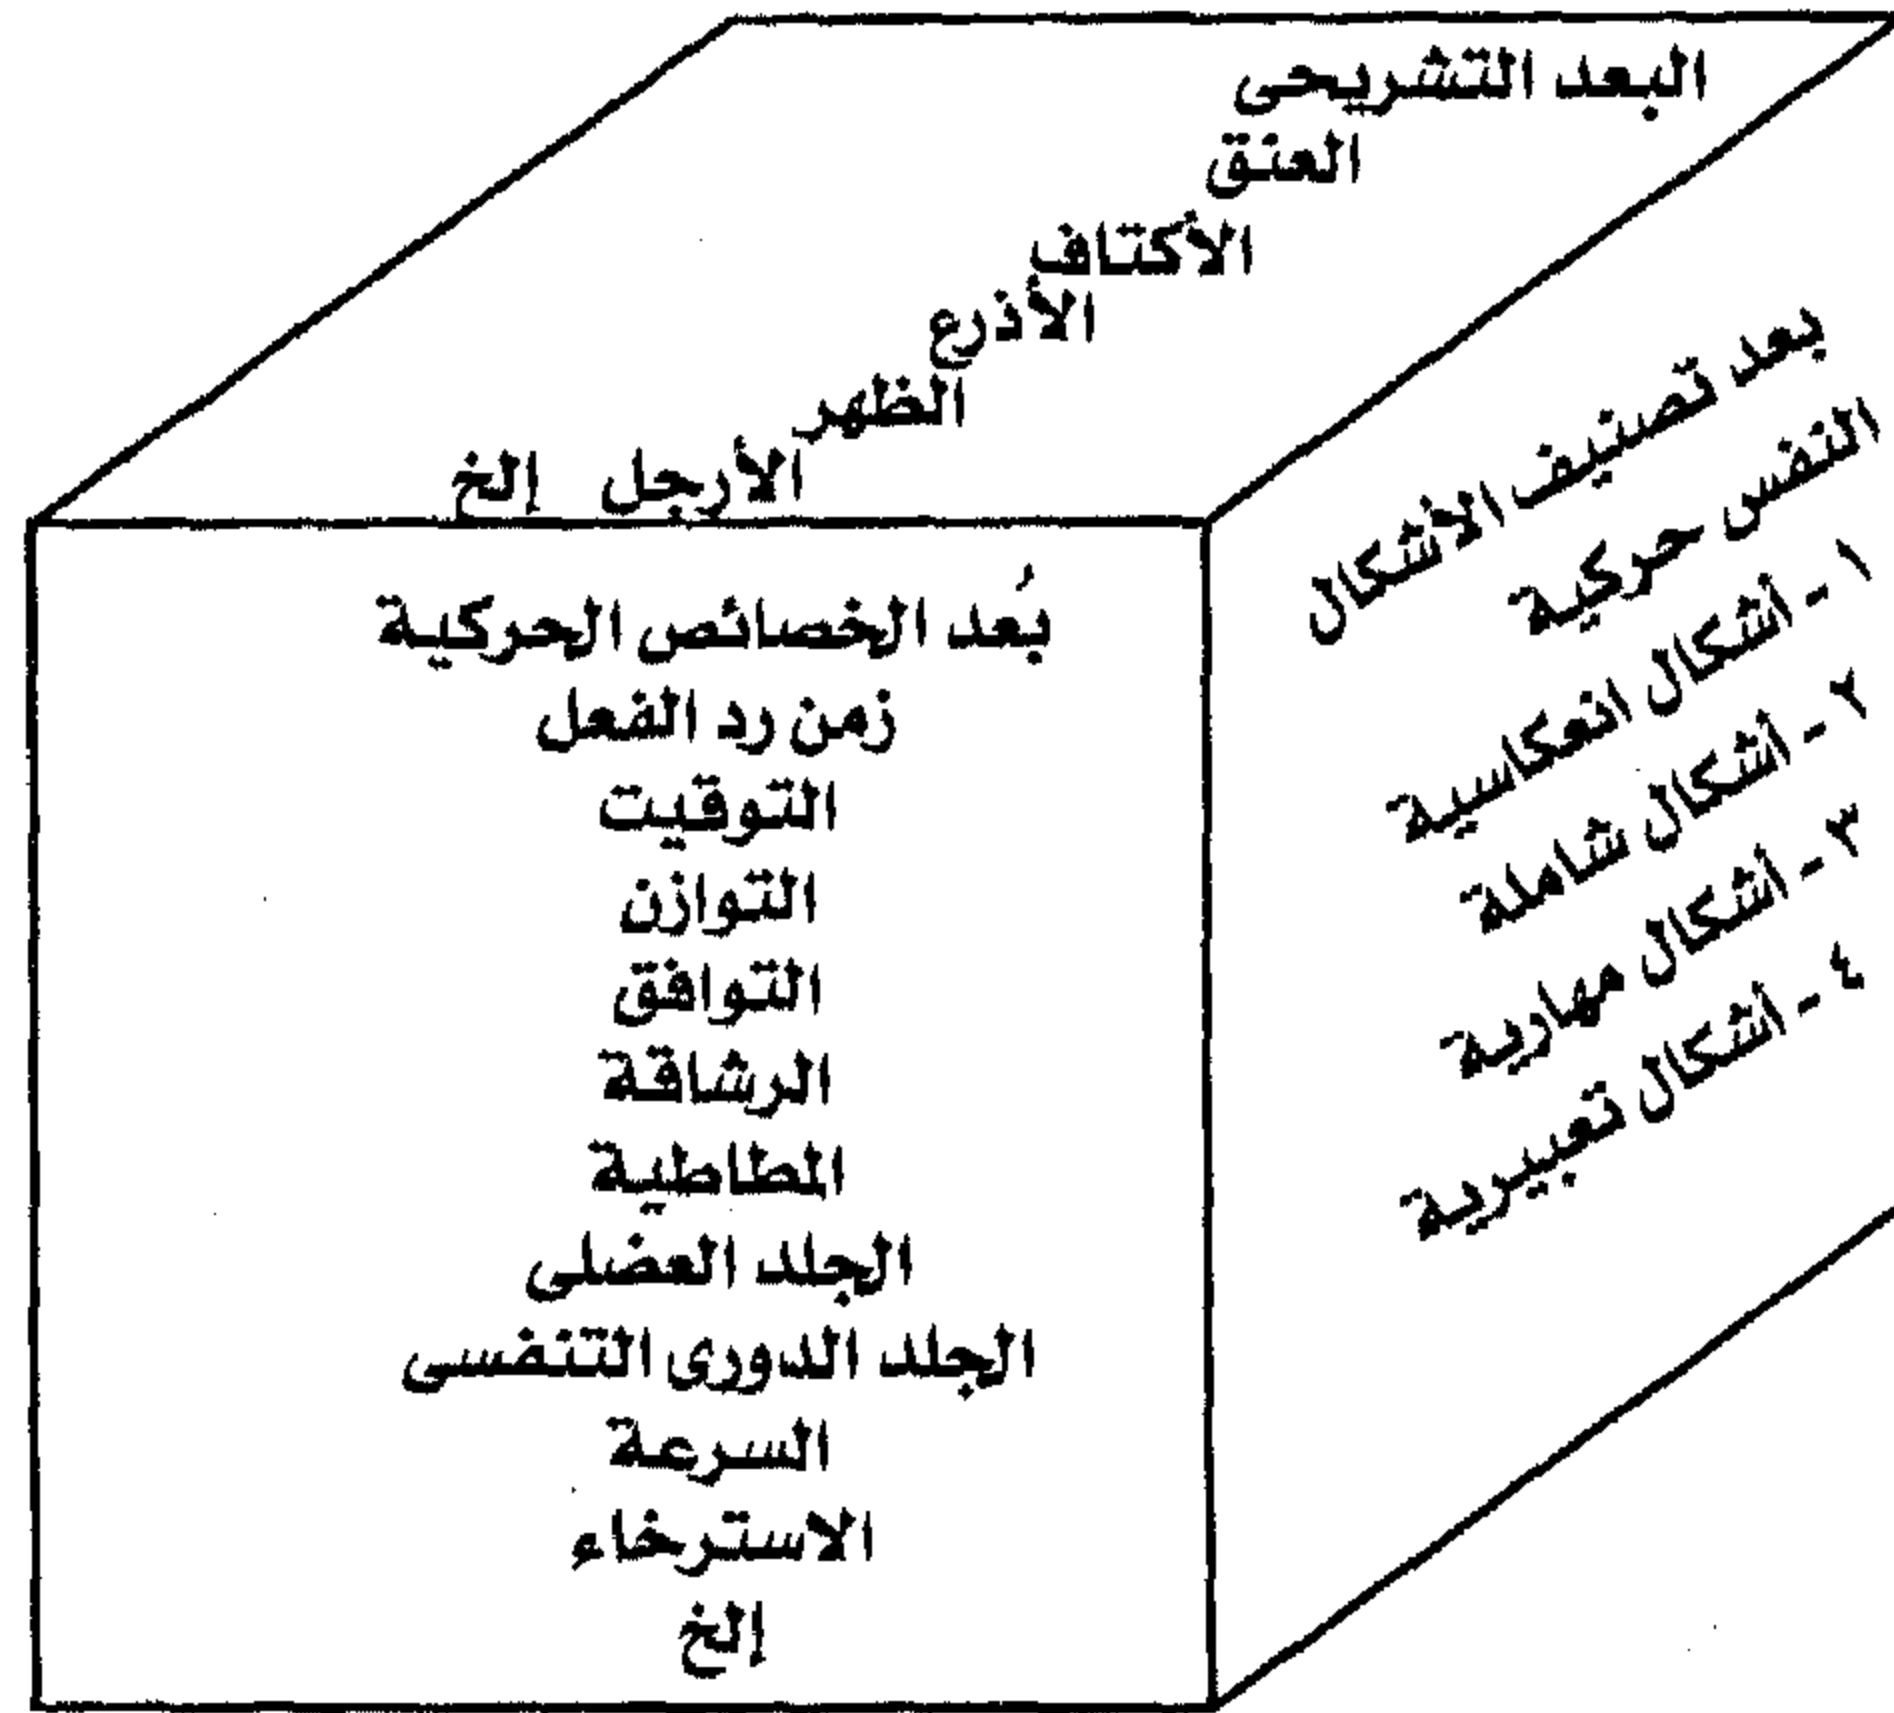 البعد التشريحى
العنق
الأكتاف
الأذرع
الظهر
الأرجل إلخ
بُعد الخصائص الحركية
زمن رد الفعل
التوقيت
التوازن
التوافق
الرشاقة
المطاطية
الجلد العضلى
الجلد الدورى التنفسى
السرعة
الاسترخاء
إلخ
بعد تصنيف الأشكال
النفس حركية
١ - أشكال انعكاسية
٢ - أشكال شاملة
٣ - أشكال مهارية
٤ - أشكال تعبيرية